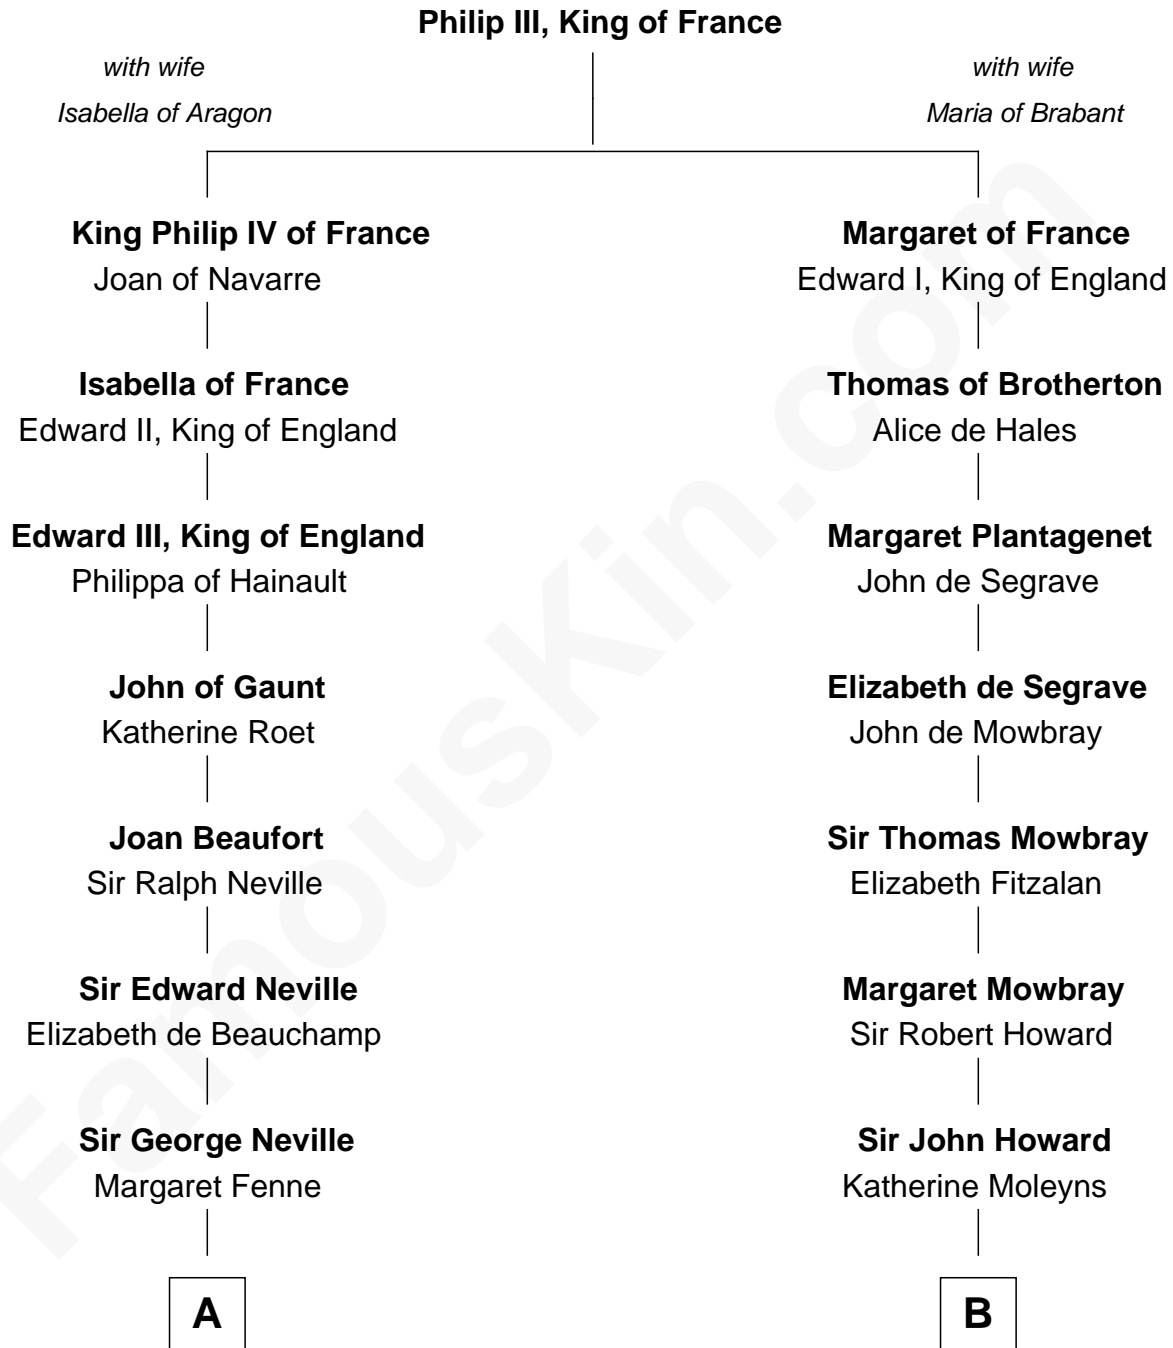 Philip III, King of France
with wife
Isabella of Aragon
with wife
Maria of Brabant
King Philip IV of France
Joan of Navarre
Margaret of France
Edward I, King of England
Isabella of France
Edward II, King of England
Thomas of Brotherton
Alice de Hales
Edward III, King of England
Philippa of Hainault
Margaret Plantagenet
John de Segrave
John of Gaunt
Katherine Roet
Elizabeth de Segrave
John de Mowbray
Joan Beaufort
Sir Ralph Neville
Sir Thomas Mowbray
Elizabeth Fitzalan
Sir Edward Neville
Elizabeth de Beauchamp
Margaret Mowbray
Sir Robert Howard
Sir George Neville
Margaret Fenne
Sir John Howard
Katherine Moleyns
A
B
FamousKin.com